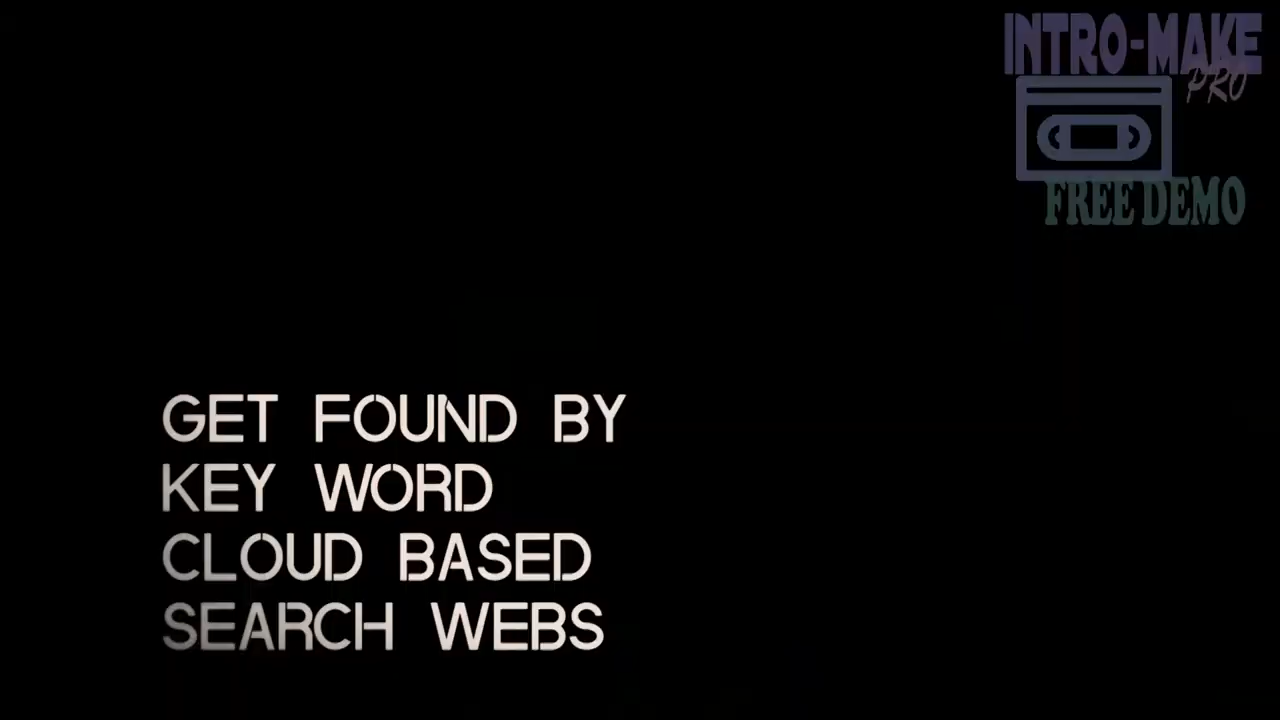 INTRO-MAKE
PRO
FREE DEMO
GET FOUND BY
KEY WORD
CLOUD BASED
SEARCH WEBS